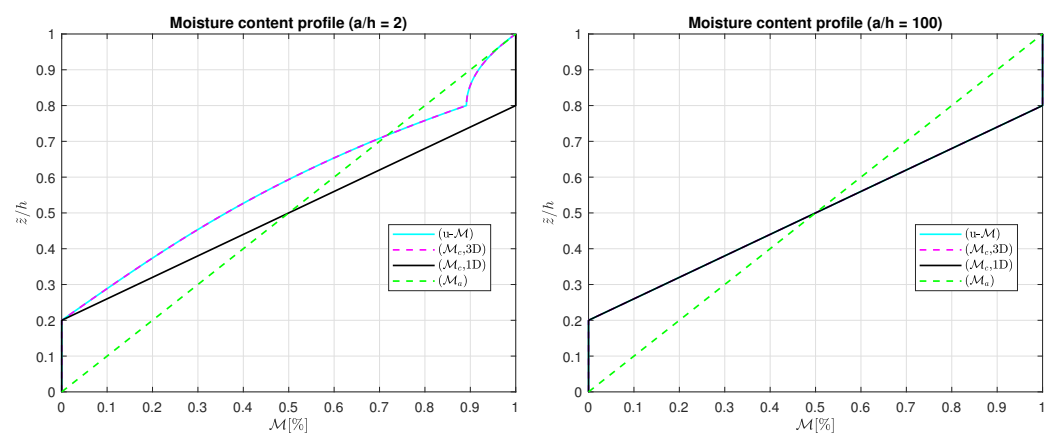 Moisture content profile (a/h = 2)
1
0.9
0.8
0.7
0.6
0.5
0.4
0.3
0.2
0.1
0
ž/h
(u-ℳ)
(ℳc,3D)
(ℳc,1D)
(ℳa)
0 0.1 0.2 0.3 0.4 0.5 0.6 0.7 0.8 0.9 1
ℳ[%]
Moisture content profile (a/h = 100)
1
0.9
0.8
0.7
0.6
0.5
0.4
0.3
0.2
0.1
0
ž/h
(u-ℳ)
(ℳc,3D)
(ℳc,1D)
(ℳa)
0 0.1 0.2 0.3 0.4 0.5 0.6 0.7 0.8 0.9 1
ℳ[%]